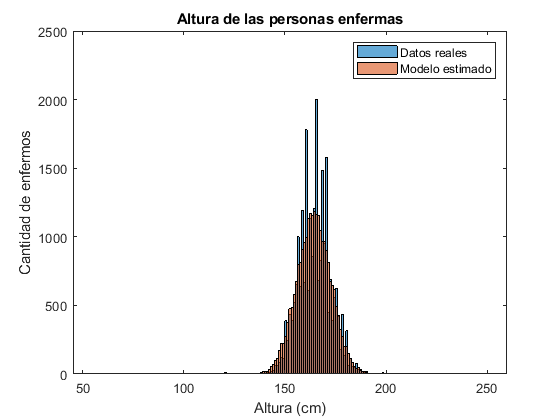 Altura de las personas enfermas
Datos reales
Modelo estimado
Cantidad de enfermos
2500
2000
1500
1000
500
0
50
100
150
200
250
Altura (cm)